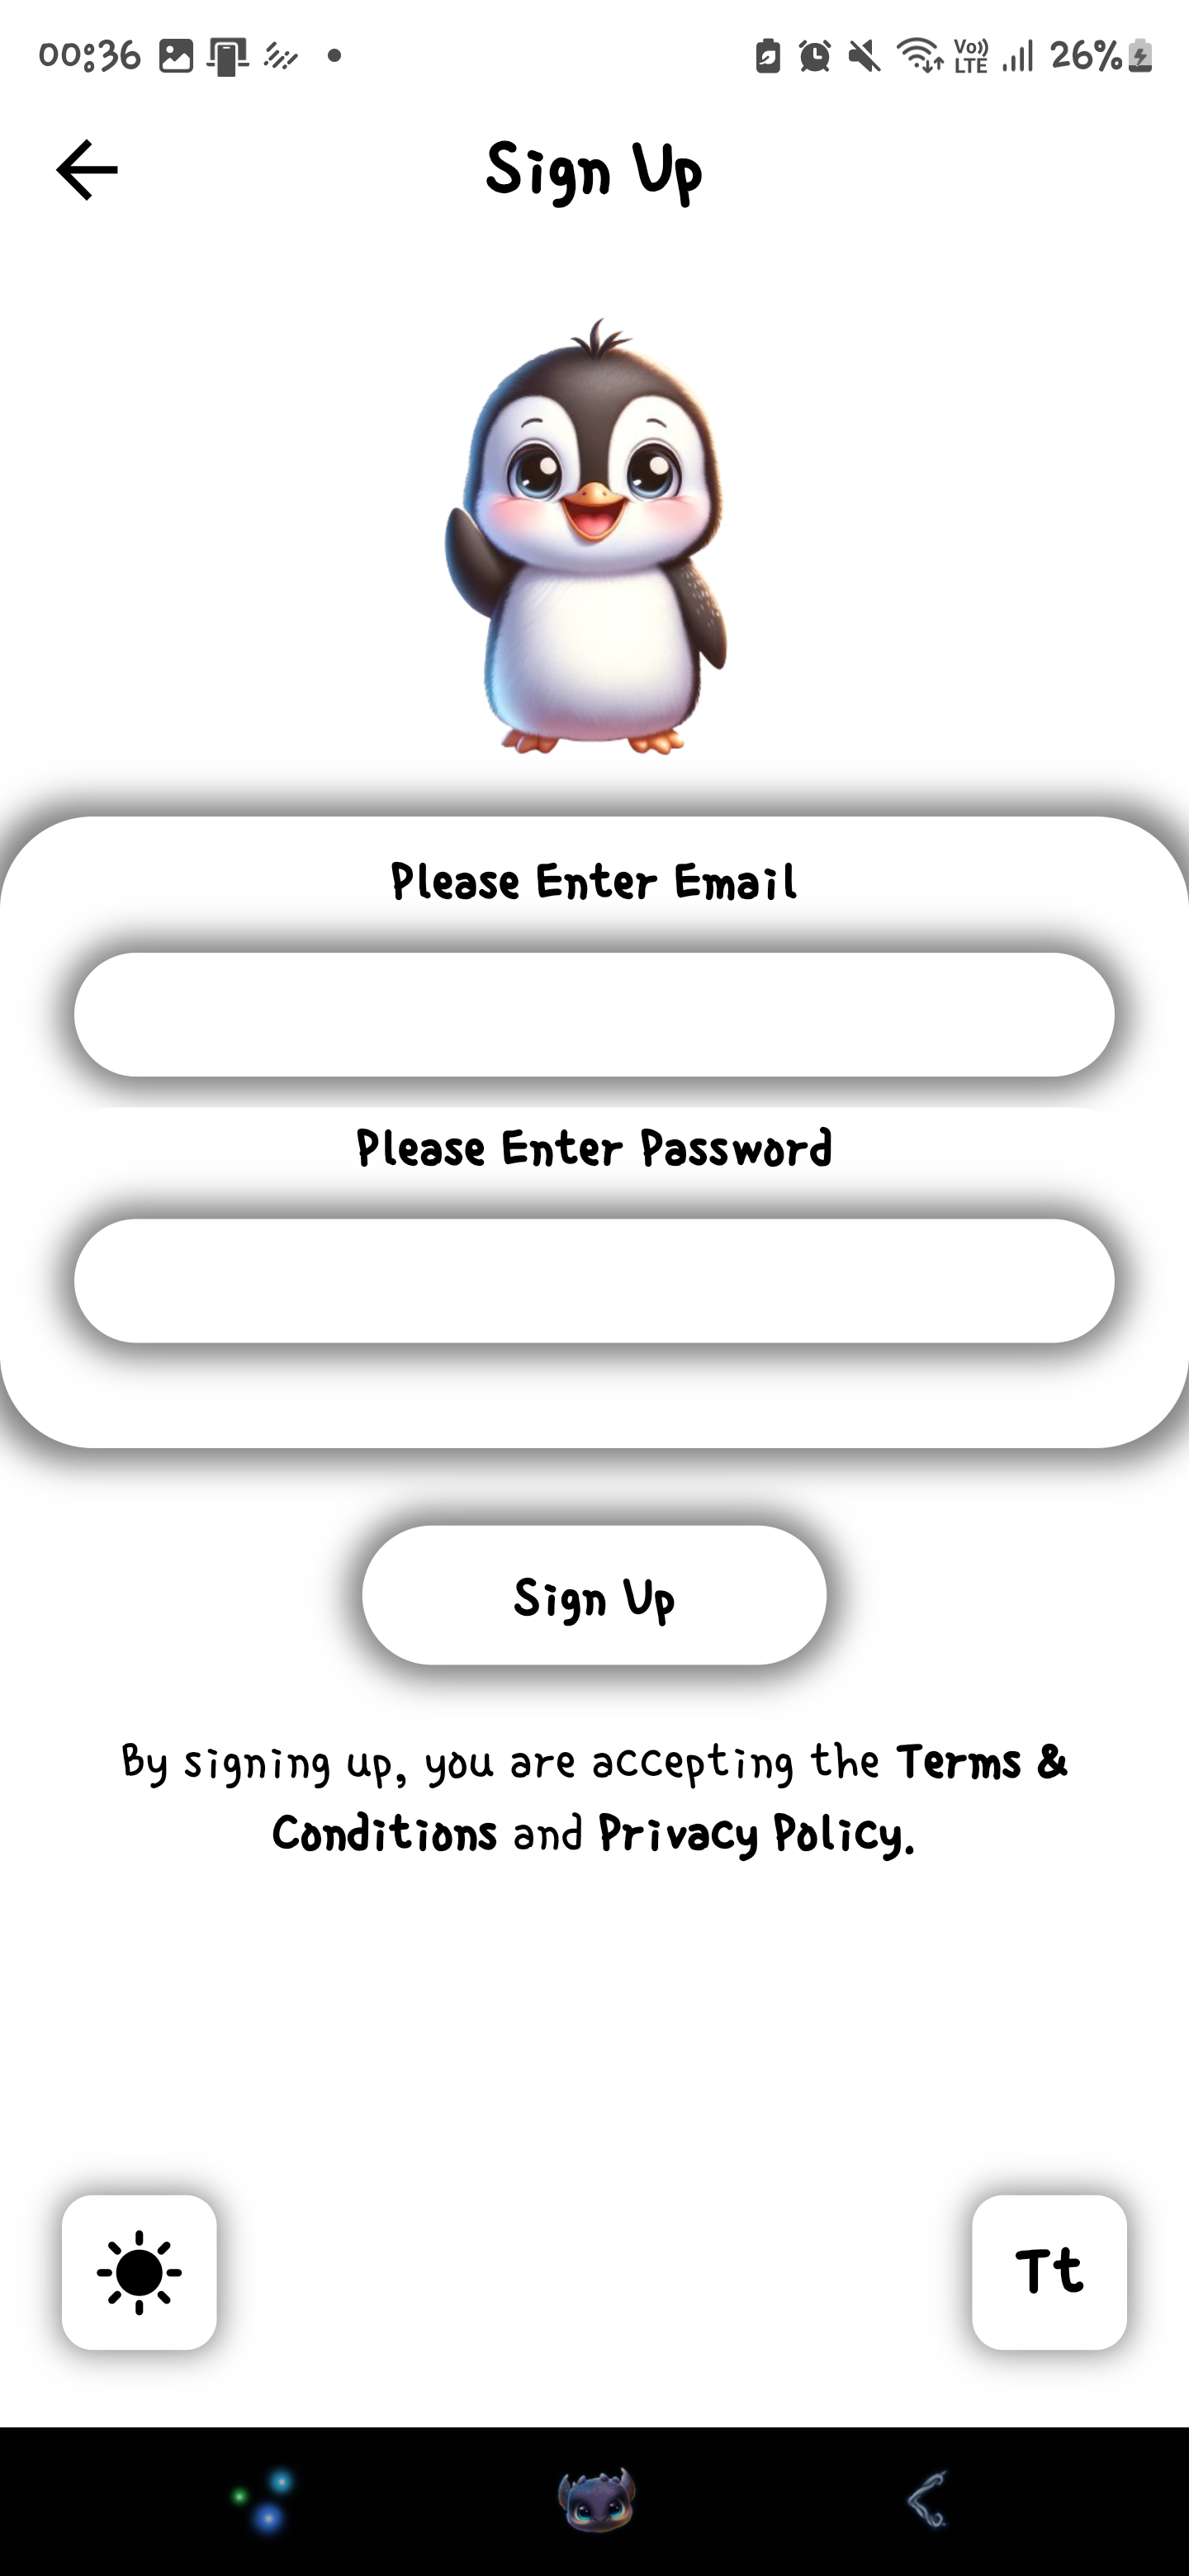 00:36 Vo)) LTE 26%
Sign Up
Please Enter Email
Please Enter Password
Sign Up
By signing up, you are accepting the Terms &
Conditions and Privacy Policy.
Tt